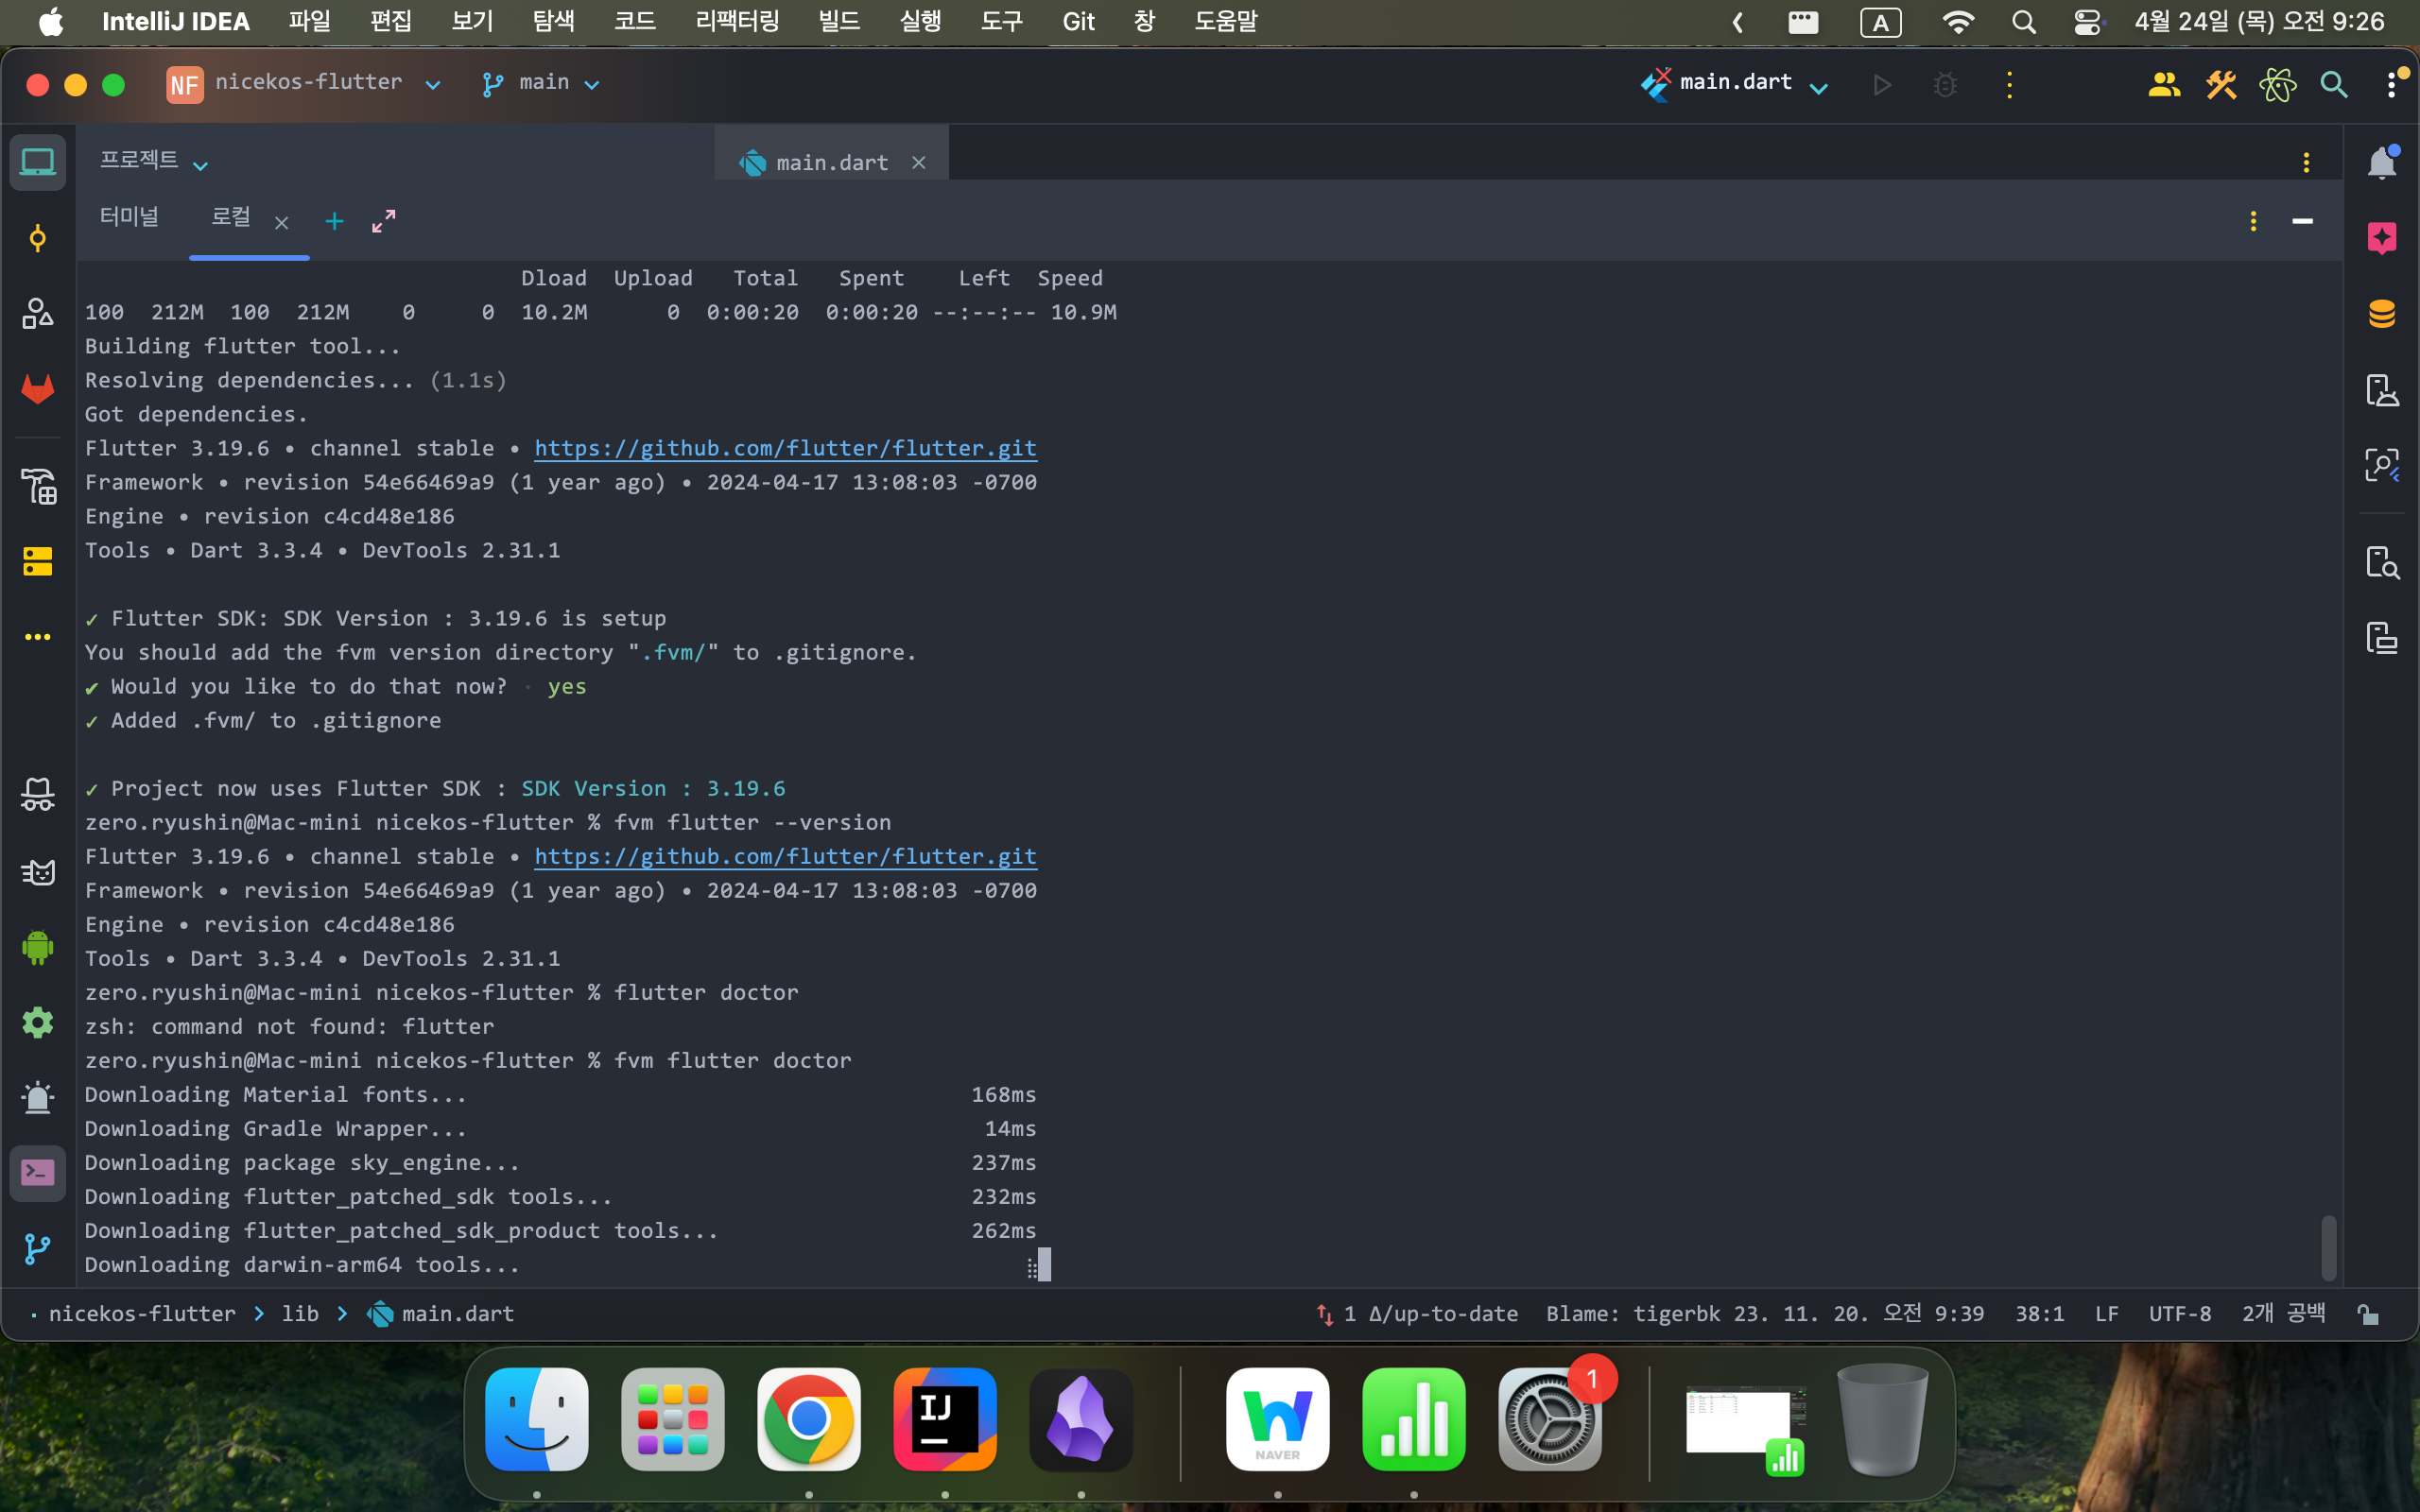 IntelliJ IDEA 파일 편집 보기 탐색 코드 리팩터링 빌드 실행 도구 Git 창 도움말 A 4월 24일 (목) 오전 9:26
NF nicekos-flutter main main.dart
프로젝트 main.dart
터미널 로컬
Dload Upload Total Spent Left Speed
100 212M 100 212M 0 0 10.2M 0 0:00:20 0:00:20 --:--:-- 10.9M
Building flutter tool...
Resolving dependencies... (1.1s)
Got dependencies.
Flutter 3.19.6 • channel stable • https://github.com/flutter/flutter.git
Framework • revision 54e66469a9 (1 year ago) • 2024-04-17 13:08:03 -0700
Engine • revision c4cd48e186
Tools • Dart 3.3.4 • DevTools 2.31.1
✓ Flutter SDK: SDK Version : 3.19.6 is setup
You should add the fvm version directory ".fvm/" to .gitignore.
✔ Would you like to do that now? · yes
✓ Added .fvm/ to .gitignore
✓ Project now uses Flutter SDK : SDK Version : 3.19.6
zero.ryushin@Mac-mini nicekos-flutter % fvm flutter --version
Flutter 3.19.6 • channel stable • https://github.com/flutter/flutter.git
Framework • revision 54e66469a9 (1 year ago) • 2024-04-17 13:08:03 -0700
Engine • revision c4cd48e186
Tools • Dart 3.3.4 • DevTools 2.31.1
zero.ryushin@Mac-mini nicekos-flutter % flutter doctor
zsh: command not found: flutter
zero.ryushin@Mac-mini nicekos-flutter % fvm flutter doctor
Downloading Material fonts... 168ms
Downloading Gradle Wrapper... 14ms
Downloading package sky_engine... 237ms
Downloading flutter_patched_sdk tools... 232ms
Downloading flutter_patched_sdk_product tools... 262ms
Downloading darwin-arm64 tools...
nicekos-flutter > lib > main.dart 1 Δ/up-to-date Blame: tigerbk 23. 11. 20. 오전 9:39 38:1 LF UTF-8 2개 공백
IJ
NAVER
1